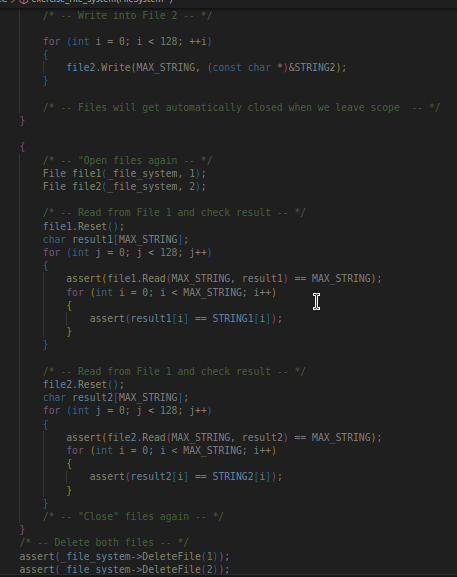 /* -- Write into File 2 -- */
for (int i = 0; i < 128; ++i)
{
file2.Write(MAX_STRING, (const char *)&STRING2);
}
/* -- Files will get automatically closed when we leave scope  -- */
}
{
/* -- "Open files again -- */
File file1(_file_system, 1);
File file2(_file_system, 2);
/* -- Read from File 1 and check result -- */
file1.Reset();
char result1[MAX_STRING];
for (int j = 0; j < 128; j++)
{
assert(file1.Read(MAX_STRING, result1) == MAX_STRING);
for (int i = 0; i < MAX_STRING; i++)
{
assert(result1[i] == STRING1[i]);
}
}
/* -- Read from File 1 and check result -- */
file2.Reset();
char result2[MAX_STRING];
for (int j = 0; j < 128; j++)
{
assert(file2.Read(MAX_STRING, result2) == MAX_STRING);
for (int i = 0; i < MAX_STRING; i++)
{
assert(result2[i] == STRING2[i]);
}
}
/* -- "Close" files again -- */
}
/* -- Delete both files -- */
assert(_file_system->DeleteFile(1));
assert(_file_system->DeleteFile(2));